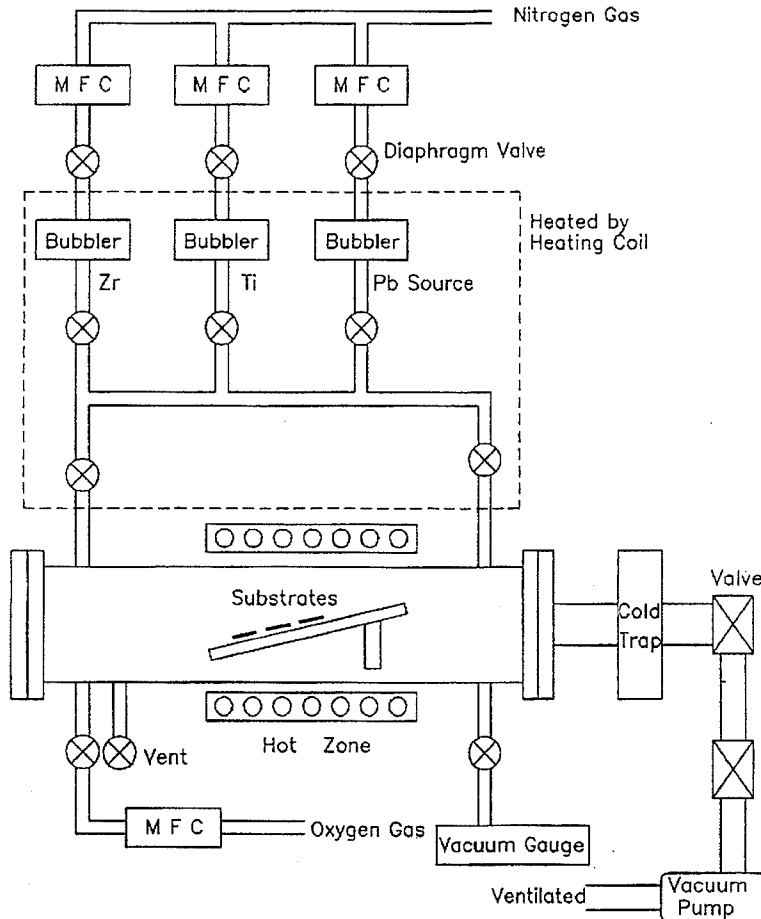 Nitrogen Gas
M F C
M F C
M F C
Diaphragm Valve
Bubbler
Bubbler
Bubbler
Heated by
Heating Coil
Zr
Ti
Pb Source
Substrates
Cold
Trap
Valve
Hot Zone
Vent
M F C
Oxygen Gas
Vacuum Gauge
Ventilated
Vacuum
Pump